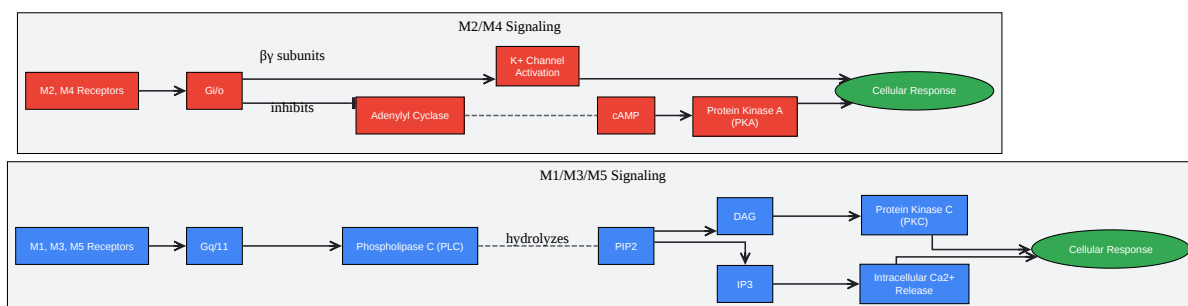 M2/M4 Signaling
βγ subunits
K+ Channel
Activation
M2, M4 Receptors
Gi/o
Cellular Response
inhibits
Adenylyl Cyclase
cAMP
Protein Kinase A
(PKA)
M1/M3/M5 Signaling
DAG
Protein Kinase C
(PKC)
M1, M3, M5 Receptors
Gq/11
Phospholipase C (PLC)
hydrolyzes
PIP2
Cellular Response
IP3
Intracellular Ca2+
Release